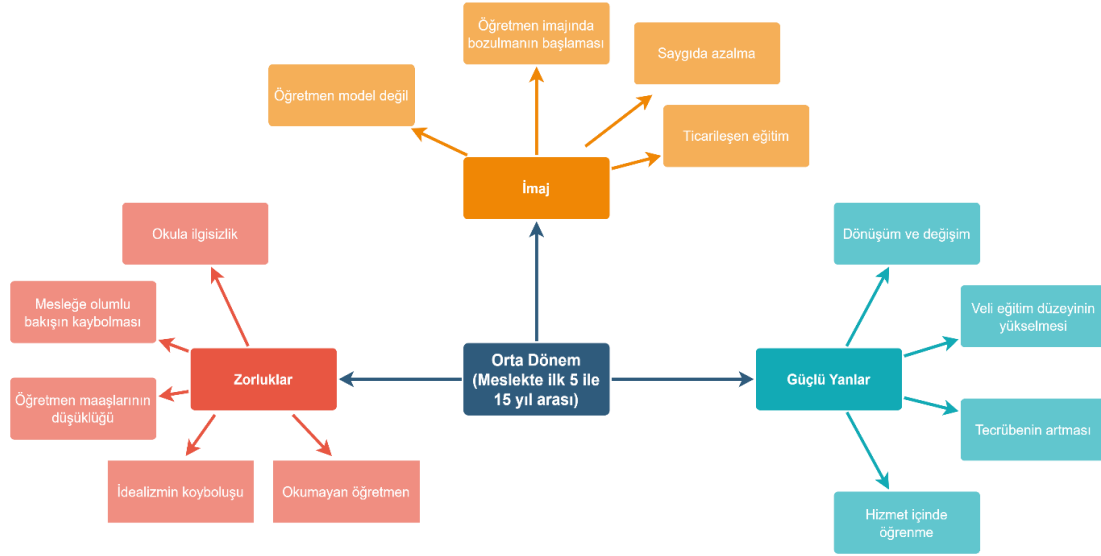 Öğretmen imajında
bozulmanın başlaması
Saygıda azalma
Öğretmen model değil
Ticarileşen eğitim
İmaj
Okula ilgisizlik
Dönüşüm ve değişim
Mesleğe olumlu
bakışın kaybolması
Veli eğitim düzeyinin
yükselmesi
Zorluklar
Orta Dönem
(Meslekte ilk 5 ile
15 yıl arası)
Güçlü Yanlar
Öğretmen maaşlarının
düşüklüğü
Tecrübenin artması
İdealizmin koyboluşu
Okumayan öğretmen
Hizmet içinde
öğrenme